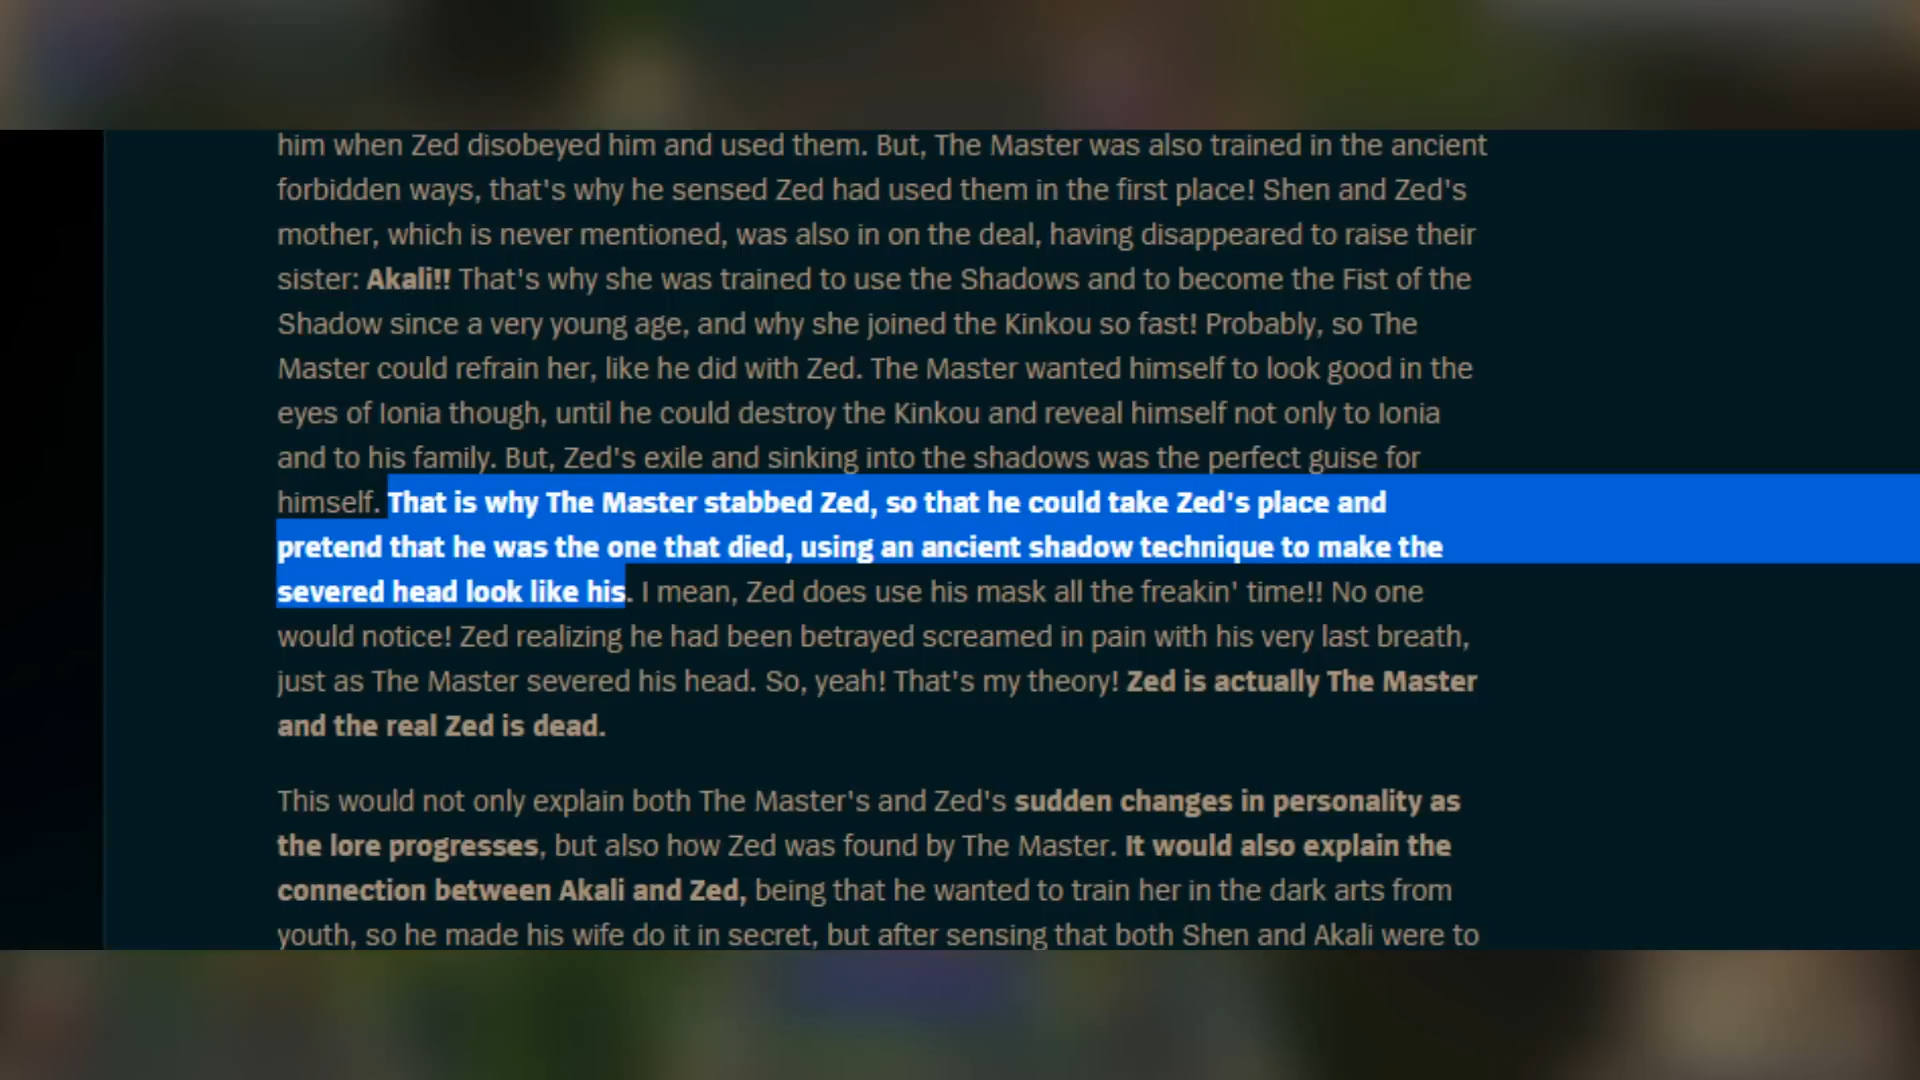 him when Zed disobeyed him and used them. But, The Master was also trained in the ancient
forbidden ways, that's why he sensed Zed had used them in the first place! Shen and Zed's
mother, which is never mentioned, was also in on the deal, having disappeared to raise their
sister: Akali!! That's why she was trained to use the Shadows and to become the Fist of the
Shadow since a very young age, and why she joined the Kinkou so fast! Probably, so The
Master could refrain her, like he did with Zed. The Master wanted himself to look good in the
eyes of Ionia though, until he could destroy the Kinkou and reveal himself not only to Ionia
and to his family. But, Zed's exile and sinking into the shadows was the perfect guise for
himself. That is why The Master stabbed Zed, so that he could take Zed's place and
pretend that he was the one that died, using an ancient shadow technique to make the
severed head look like his. I mean, Zed does use his mask all the freakin' time!! No one
would notice! Zed realizing he had been betrayed screamed in pain with his very last breath,
just as The Master severed his head. So, yeah! That's my theory! Zed is actually The Master
and the real Zed is dead.
This would not only explain both The Master's and Zed's sudden changes in personality as
the lore progresses, but also how Zed was found by The Master. It would also explain the
connection between Akali and Zed, being that he wanted to train her in the dark arts from
youth, so he made his wife do it in secret, but after sensing that both Shen and Akali were to